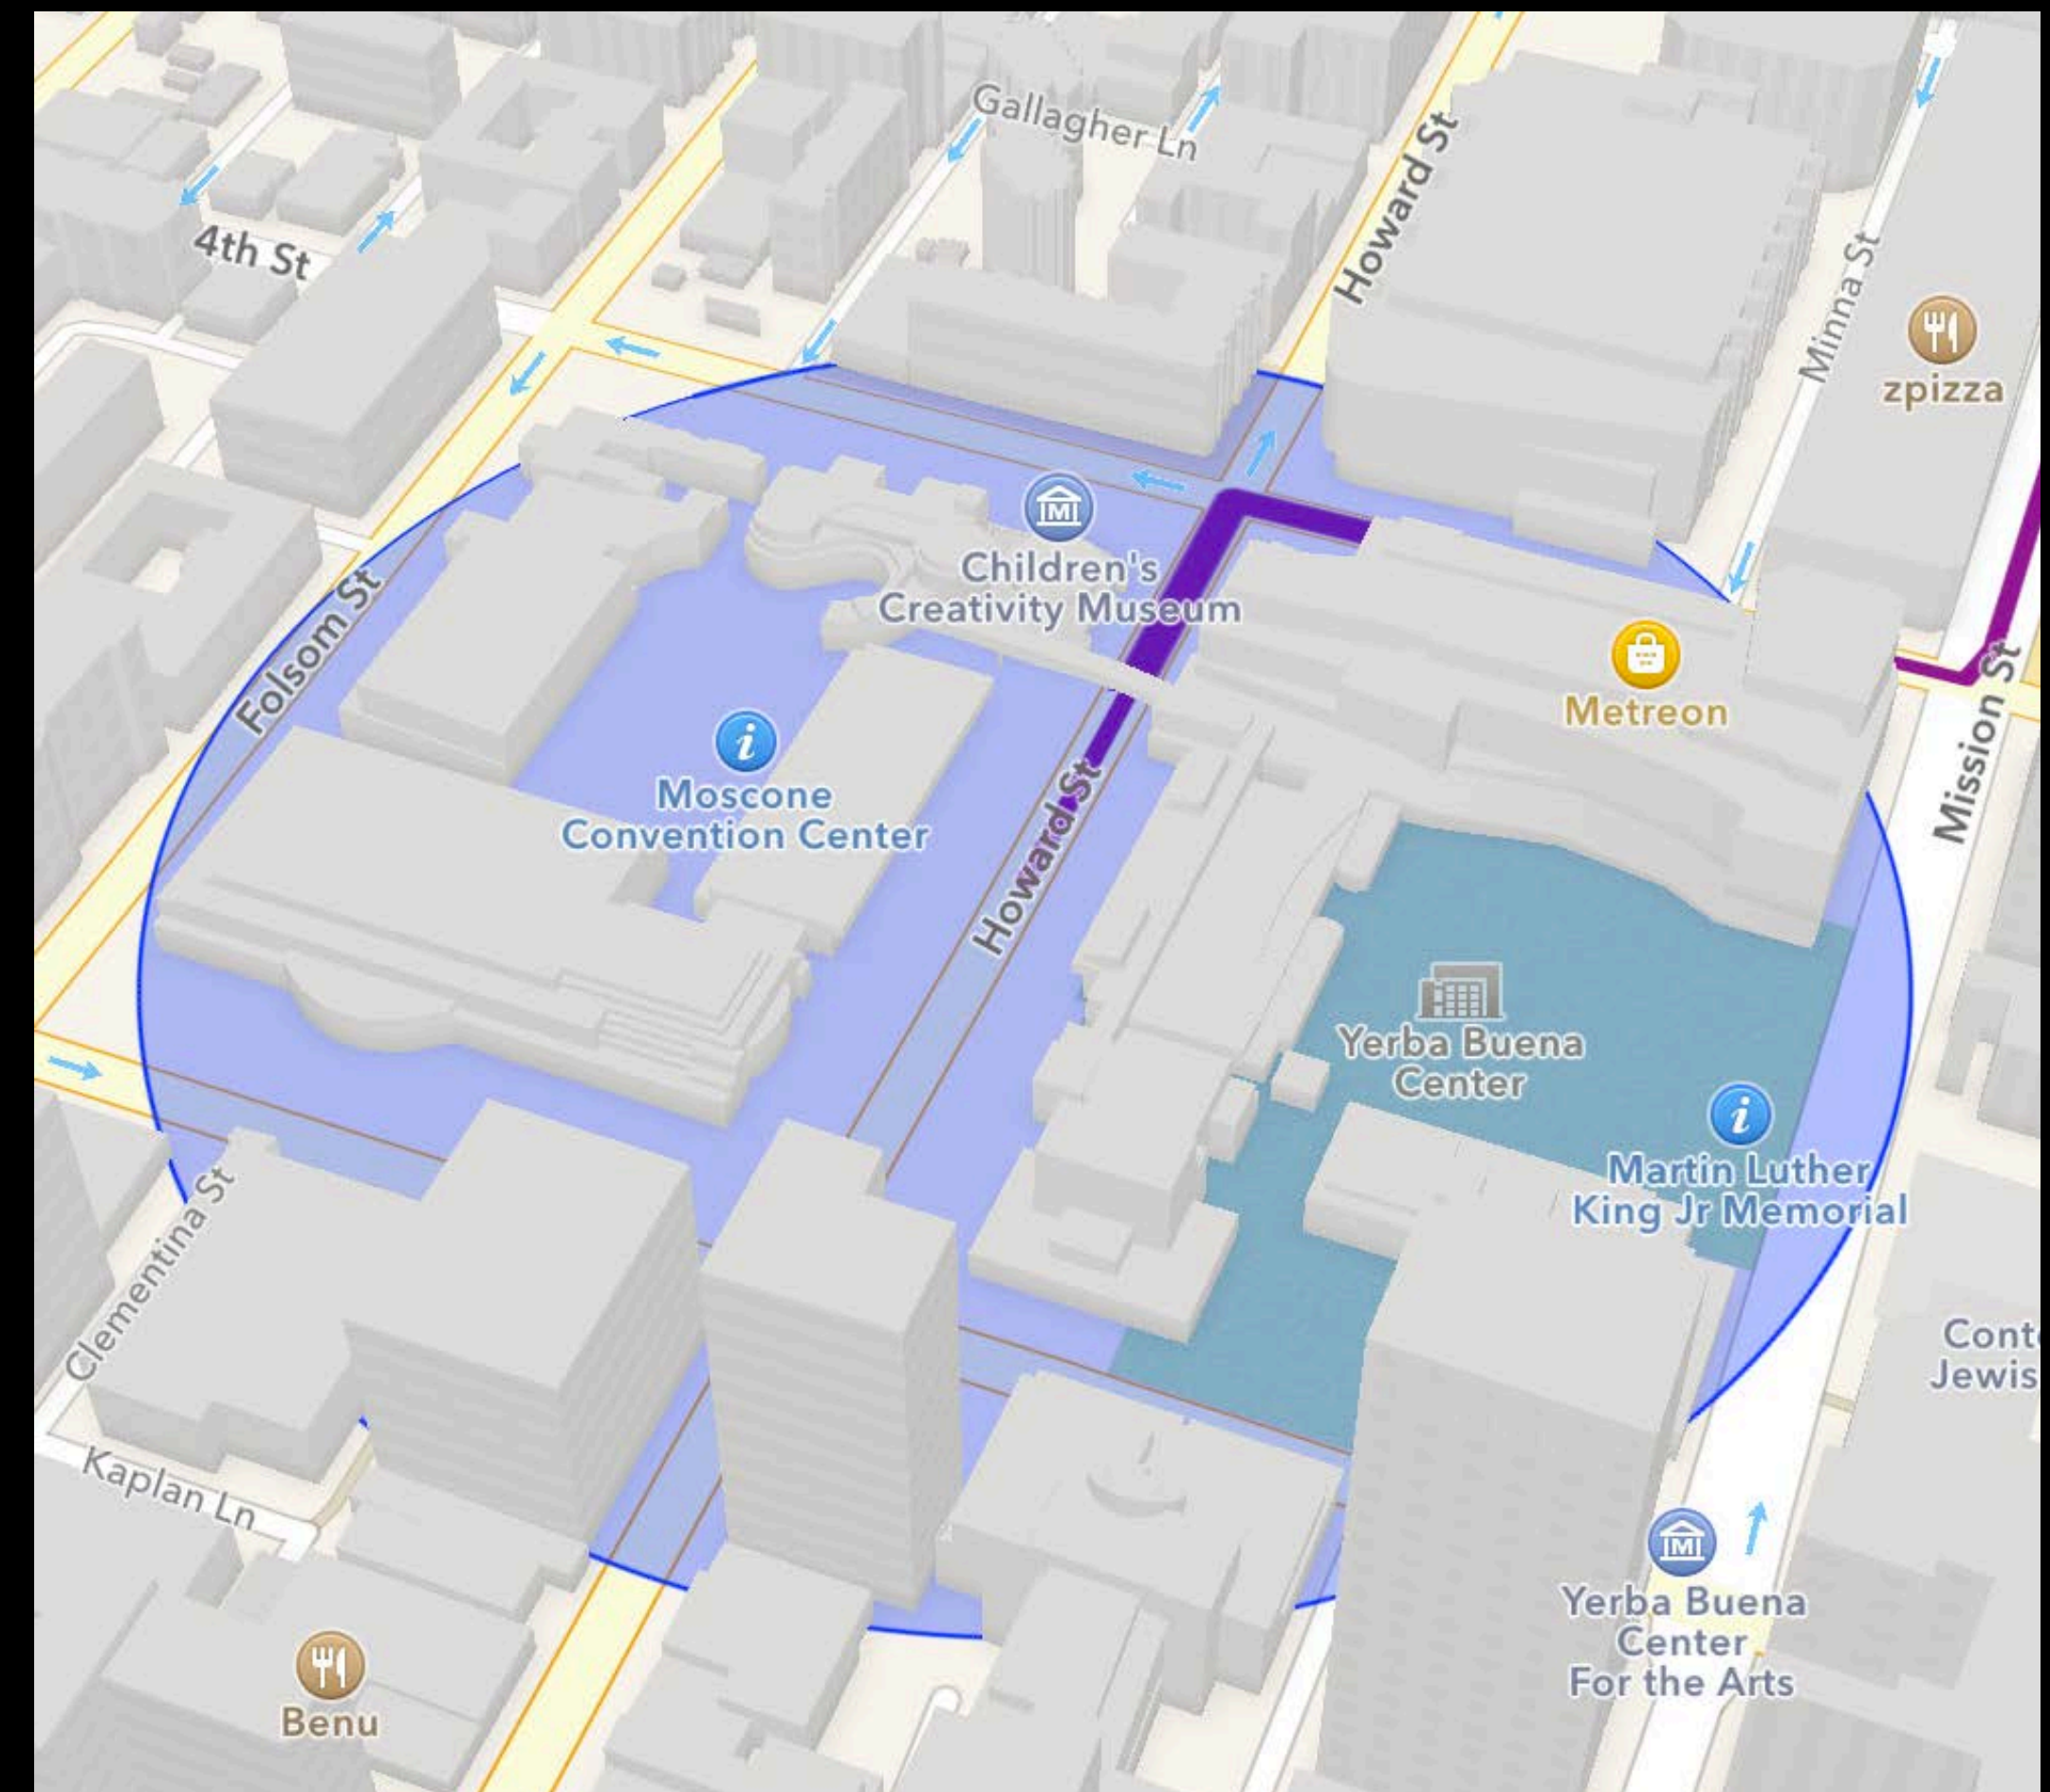 Gallagher Ln
Howard St
4th St
Minna St
zpizza
Children's
Creativity Museum
Folsom St
Metreon
Mission St
Moscone
Convention Center
Howard St
Yerba Buena
Center
Martin Luther
King Jr Memorial
Clementina St
Jewis
Kaplan Ln
Yerba Buena
Center
For the Arts
Benu